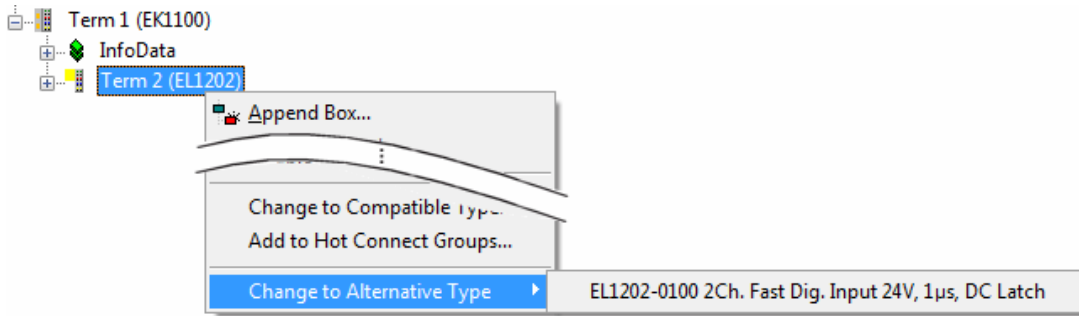 Term 1 (EK1100)
InfoData
Term 2 (EL1202)
Append Box...
Change to Compatible
Add to Hot Connect Groups...
Change to Alternative Type
EL1202-0100 2Ch. Fast Dig. Input 24V, 1µs, DC Latch